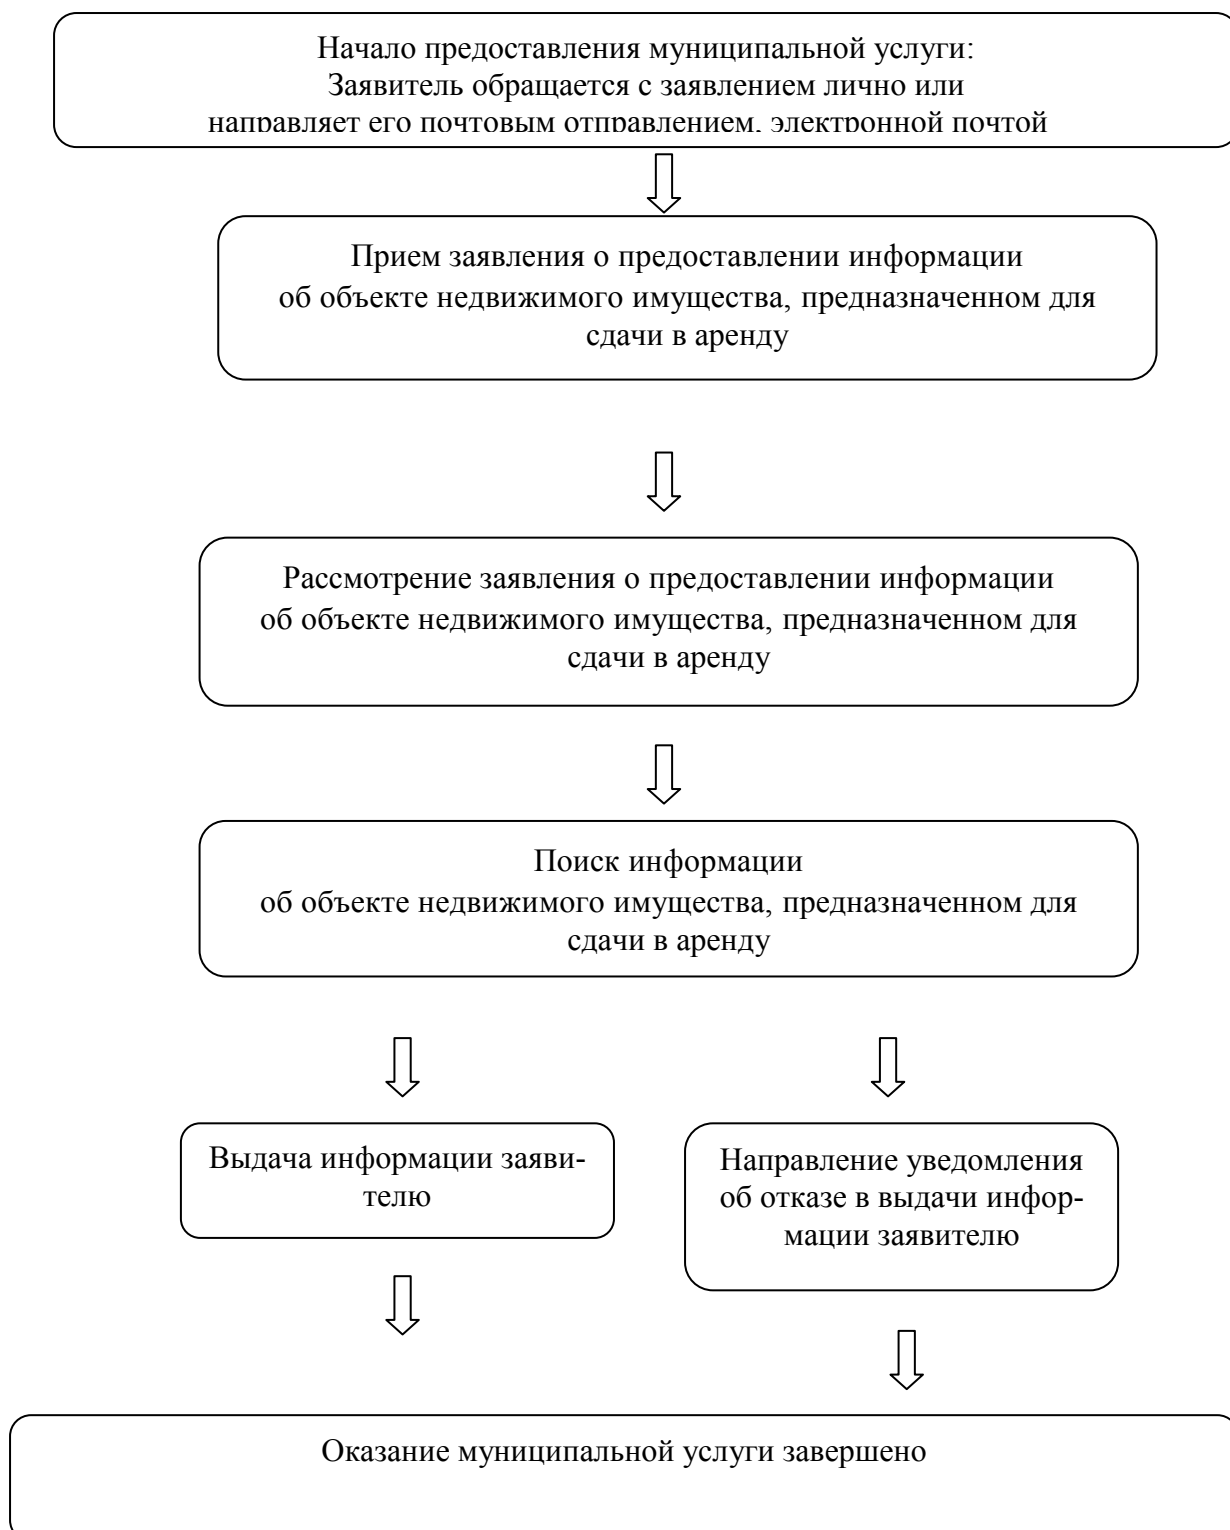 Начало предоставления муниципальной услуги:
Заявитель обращается с заявлением лично или
направляет его почтовым отправлением, электронной почтой
Прием заявления о предоставлении информации
об объекте недвижимого имущества, предназначенном для
сдачи в аренду
Рассмотрение заявления о предоставлении информации
об объекте недвижимого имущества, предназначенном для
сдачи в аренду
Поиск информации
об объекте недвижимого имущества, предназначенном для
сдачи в аренду
Выдача информации заяви-
телю
Направление уведомления
об отказе в выдачи инфор-
мации заявителю
Оказание муниципальной услуги завершено